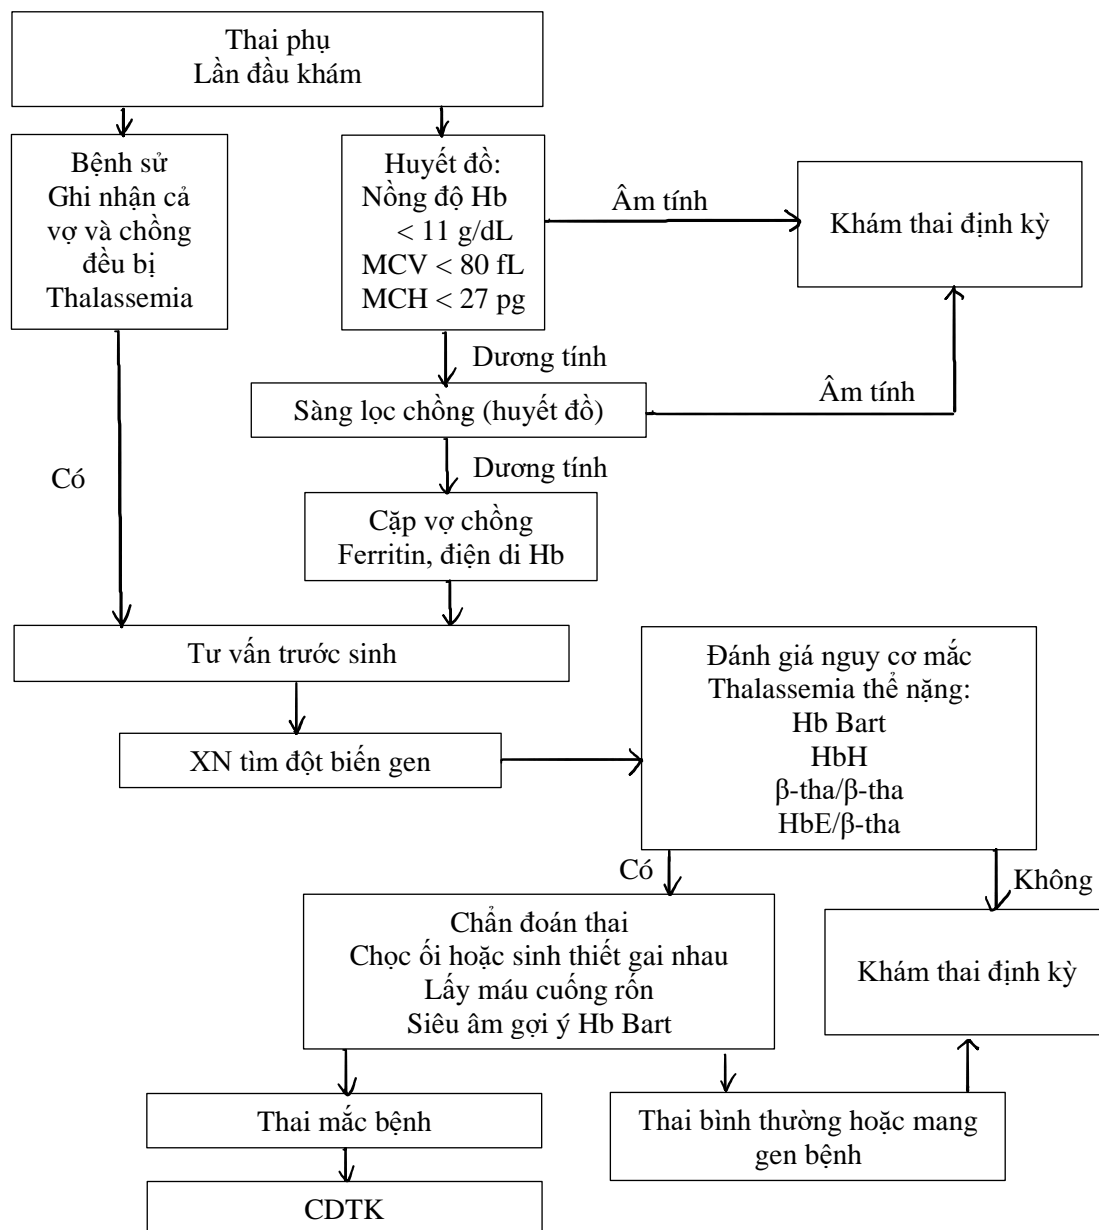 Thai phụ
Lần đầu khám
Bệnh sử
Ghi nhận cả
vợ và chồng
đều bị
Thalassemia
Huyết đồ:
Nồng độ Hb
< 11 g/dL
MCV < 80 fL
MCH < 27 pg
Âm tính
Khám thai định kỳ
Dương tính
Sàng lọc chồng (huyết đồ)
Âm tính
Có
Dương tính
Cặp vợ chồng
Ferritin, điện di Hb
Tư vấn trước sinh
XN tìm đột biến gen
Đánh giá nguy cơ mắc
Thalassemia thể nặng:
Hb Bart
HbH
β-tha/β-tha
HbE/β-tha
Có
Không
Chẩn đoán thai
Chọc ối hoặc sinh thiết gai nhau
Lấy máu cuống rốn
Siêu âm gợi ý Hb Bart
Khám thai định kỳ
Thai mắc bệnh
Thai bình thường hoặc mang
gen bệnh
CDTK